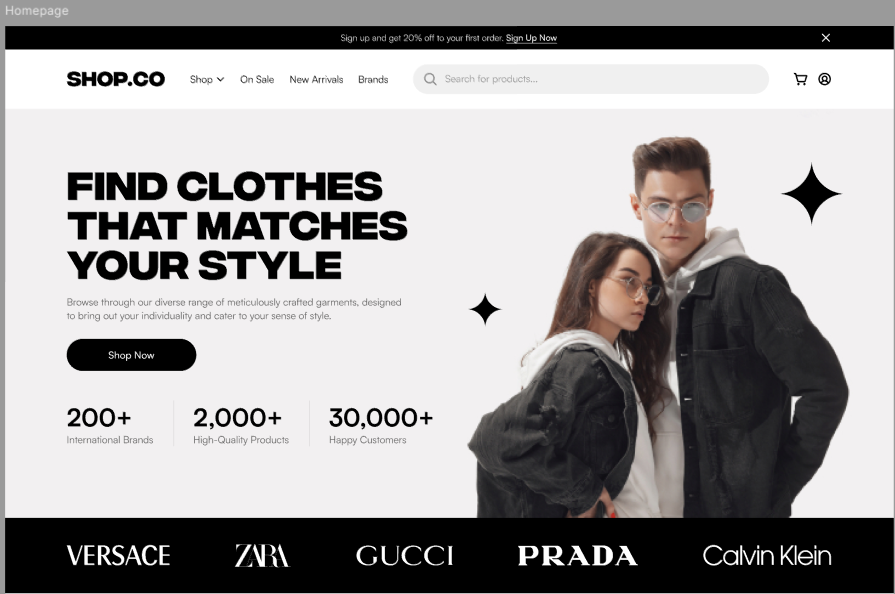 Homepage
Sign up and get 20% off to your first order. Sign Up Now
SHOP.CO
Shop
On Sale
New Arrivals
Brands
Search for products...
FIND CLOTHES
THAT MATCHES
YOUR STYLE
Browse through our diverse range of meticulously crafted garments, designed
to bring out your individuality and cater to your sense of style.
Shop Now
200+
International Brands
2,000+
High-Quality Products
30,000+
Happy Customers
VERSACE
ZARA
GUCCI
PRADA
Calvin Klein